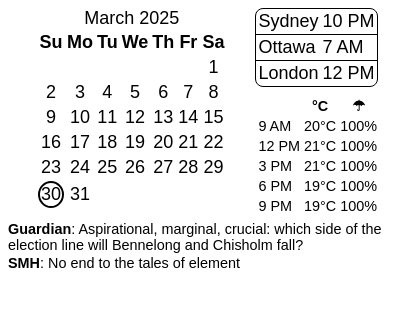 March 2025
Su Mo Tu We Th Fr Sa
1
2 3 4 5 6 7 8
9 10 11 12 13 14 15
16 17 18 19 20 21 22
23 24 25 26 27 28 29
30 31
Sydney 10 PM
Ottawa 7 AM
London 12 PM
°C ☂
9 AM 20°C 100%
12 PM 21°C 100%
3 PM 21°C 100%
6 PM 19°C 100%
9 PM 19°C 100%
Guardian: Aspirational, marginal, crucial: which side of the
election line will Bennelong and Chisholm fall?
SMH: No end to the tales of element